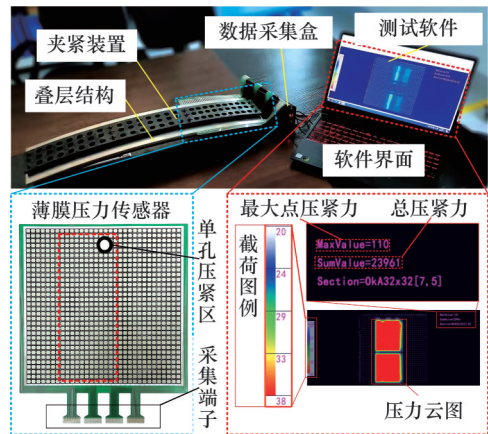 夹紧装置
数据采集盒
测试软件
叠层结构
软件界面
薄膜压力传感器
单孔压紧区
采集端子
最大点压紧力
总压紧力
截荷图例
20
24
27
29
33
38
MaxValue=110
SumValue=23961
Section=OkA32x32[7,5]
压力云图